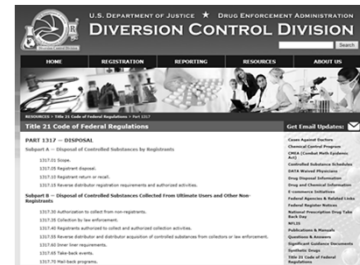 U.S. DEPARTMENT OF JUSTICE ★ DRUG ENFORCEMENT ADMINISTRATION
DIVERSION CONTROL DIVISION
Search
HOME REGISTRATION REPORTING RESOURCES ABOUT US
RESOURCES > Title 21 Code of Federal Regulations > Part 1317
Title 21 Code of Federal Regulations
PART 1317 — DISPOSAL
Subpart A — Disposal of Controlled Substances by Registrants
1317.01 Scope.
1317.05 Registrant disposal.
1317.10 Registrant return or recall.
1317.15 Reverse distributor registration requirements and authorized activities.
Subpart B — Disposal of Controlled Substances Collected From Ultimate Users and Other Non-
Registrants
1317.30 Authorization to collect from non-registrants.
1317.35 Collection by law enforcement.
1317.40 Registrants authorized to collect and authorized collection activities.
1317.55 Reverse distributor and distributor acquisition of controlled substances from collectors or law enforcement.
1317.60 Inner liner requirements.
1317.65 Take-back events.
1317.70 Mail-back programs.
Get Email Updates:
Cases Against Doctors
Chemical Control Program
CMEA (Combat Meth Epidemic
Act)
Controlled Substance Schedules
DATA Waived Physicians
Drug Disposal Information
Drug and Chemical Information
E-commerce Initiatives
Federal Agencies & Related Links
Federal Register Notices
National Prescription Drug Take
Back Day
NFLIS
Publications & Manuals
Questions & Answers
Significant Guidance Documents
Synthetic Drugs
Title 21 Code of Federal
Regulations